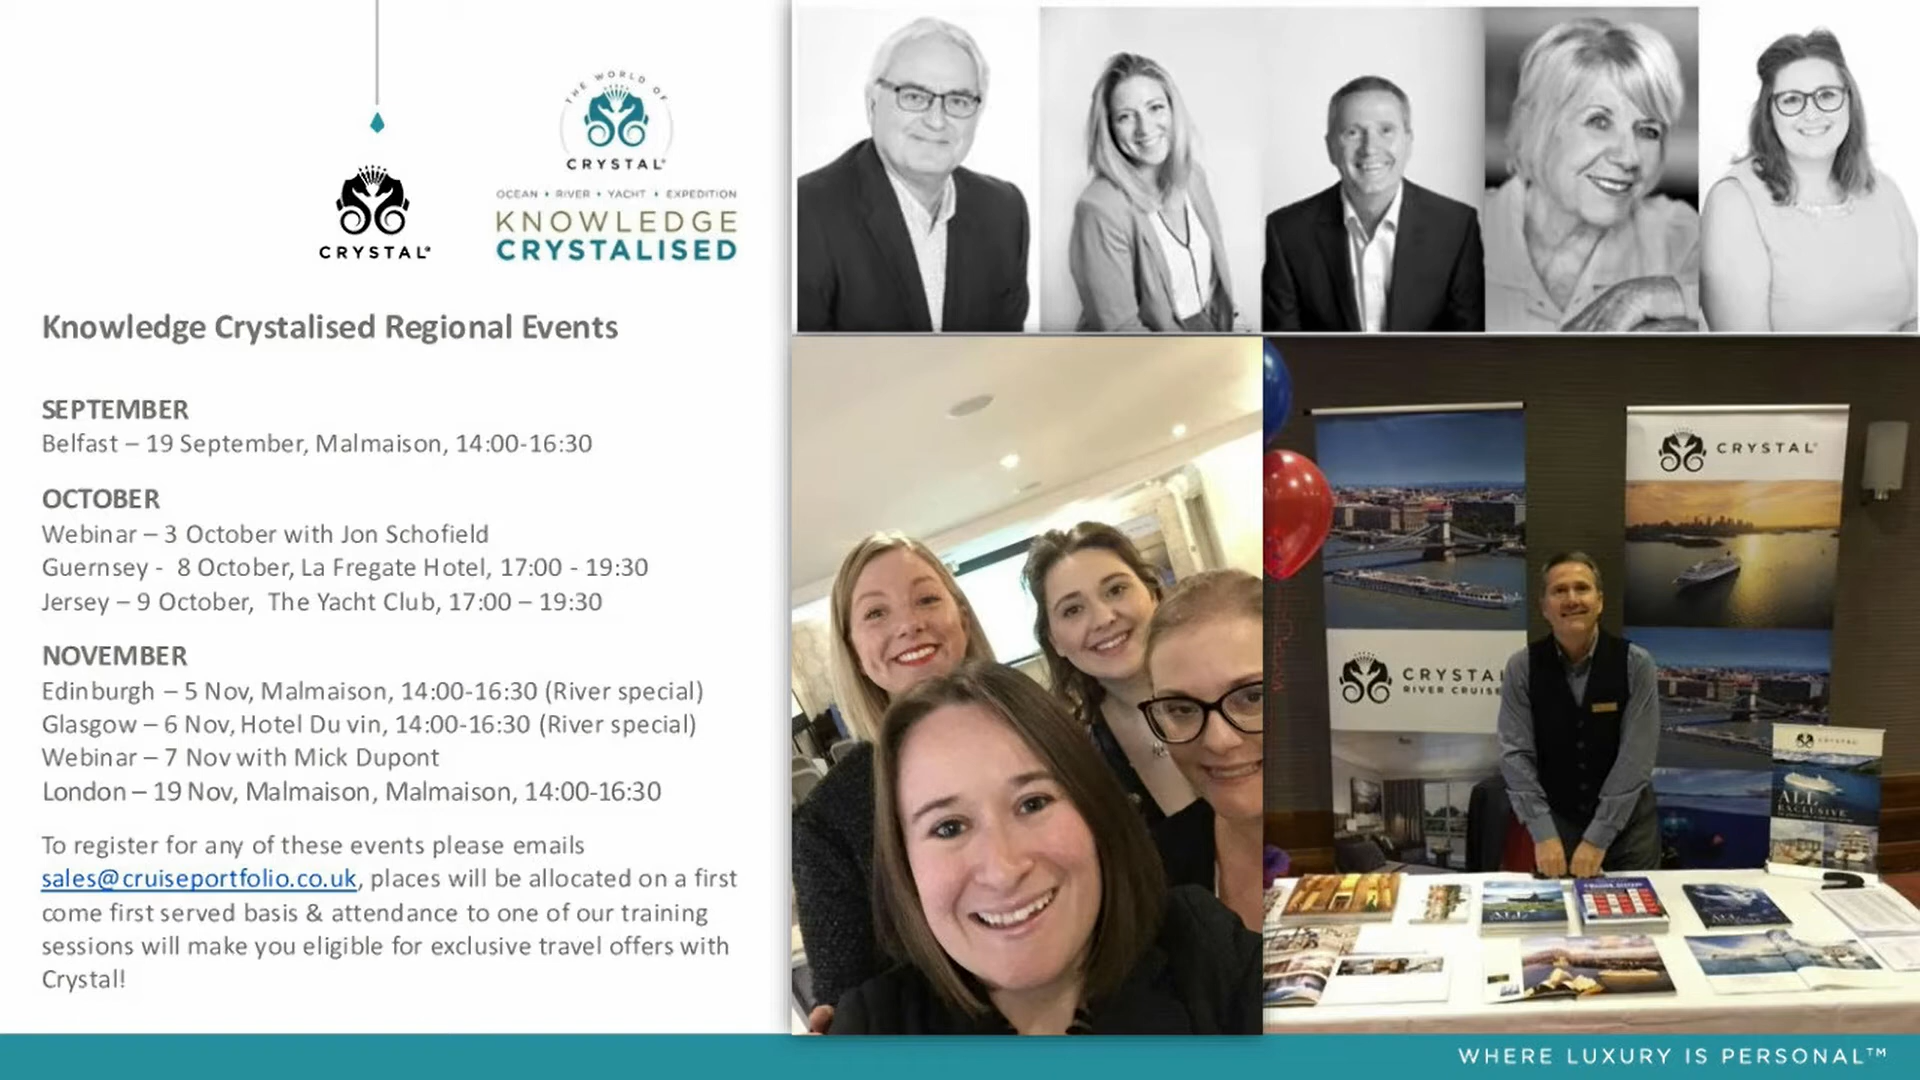 THE WORLD OF
CRYSTAL®
OCEAN • RIVER • YACHT • EXPEDITION
KNOWLEDGE
CRYSTALISED
CRYSTAL®
Knowledge Crystalised Regional Events
SEPTEMBER
Belfast – 19 September, Malmaison, 14:00-16:30
OCTOBER
Webinar – 3 October with Jon Schofield
Guernsey - 8 October, La Fregate Hotel, 17:00 - 19:30
Jersey – 9 October, The Yacht Club, 17:00 – 19:30
NOVEMBER
Edinburgh – 5 Nov, Malmaison, 14:00-16:30 (River special)
Glasgow – 6 Nov, Hotel Du vin, 14:00-16:30 (River special)
Webinar – 7 Nov with Mick Dupont
London – 19 Nov, Malmaison, Malmaison, 14:00-16:30
To register for any of these events please emails
sales@cruiseportfolio.co.uk, places will be allocated on a first
come first served basis & attendance to one of our training
sessions will make you eligible for exclusive travel offers with
Crystal!
CRYSTAL®
CRYSTAL
RIVER CRUISE
CRYSTAL
ALL
EXCLUSIVE
ALL
WHERE LUXURY IS PERSONAL™